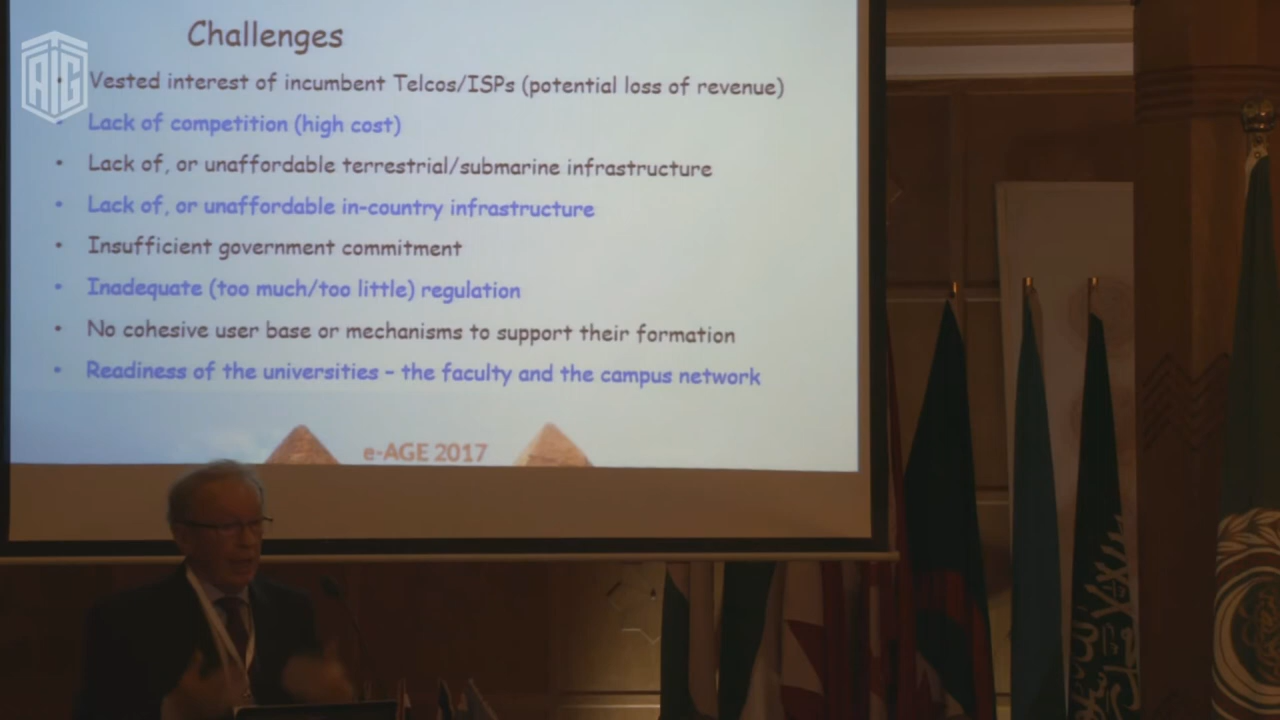 Challenges
AG
• Vested interest of incumbent Telcos/ISPs (potential loss of revenue)
• Lack of competition (high cost)
• Lack of, or unaffordable terrestrial/submarine infrastructure
• Lack of, or unaffordable in-country infrastructure
• Insufficient government commitment
• Inadequate (too much/too little) regulation
• No cohesive user base or mechanisms to support their formation
• Readiness of the universities – the faculty and the campus network
e-AGE 2017